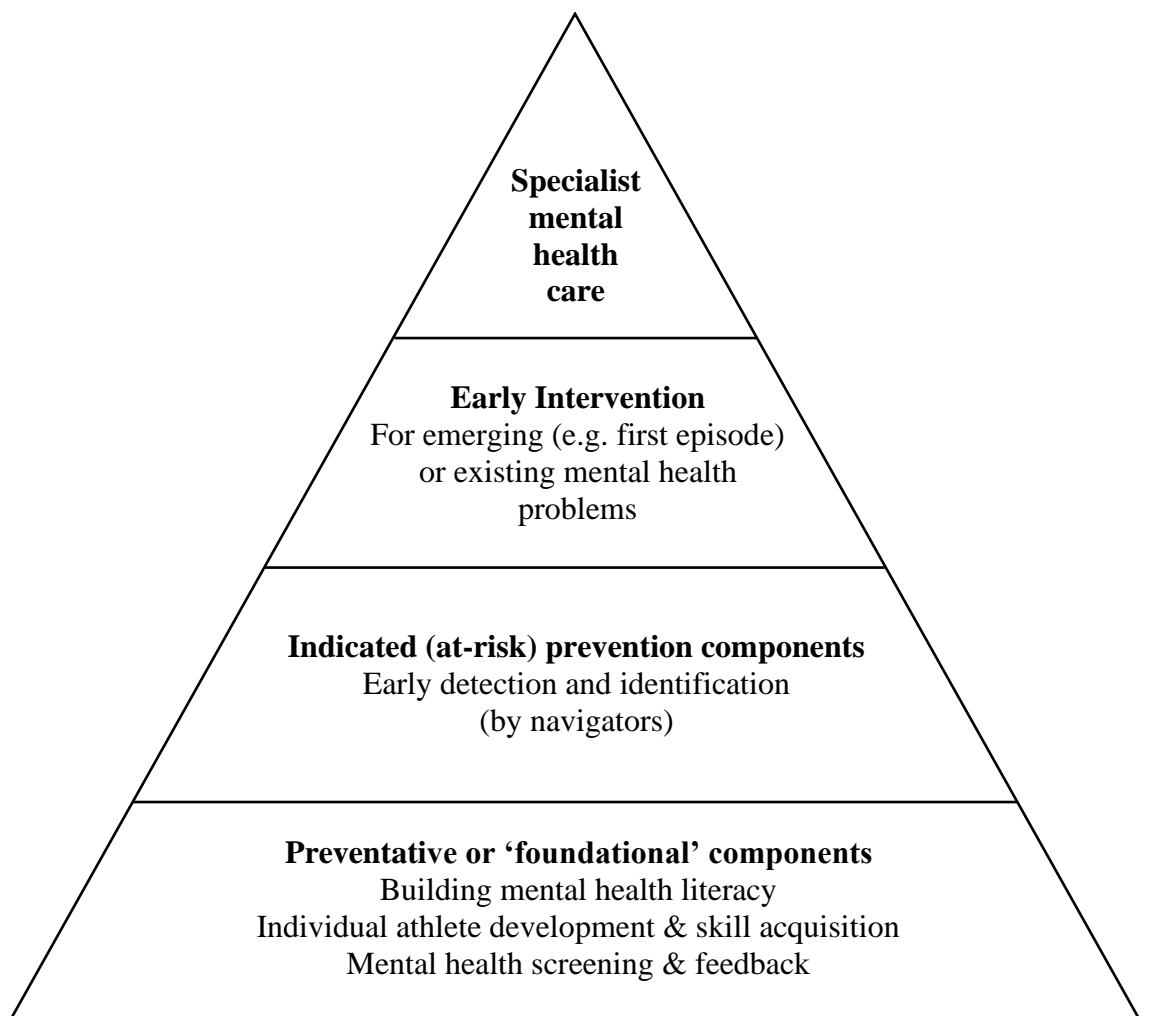 Specialist
mental
health
care
Early Intervention
For emerging (e.g. first episode)
or existing mental health
problems
Indicated (at-risk) prevention components
Early detection and identification
(by navigators)
Preventative or ‘foundational’ components
Building mental health literacy
Individual athlete development & skill acquisition
Mental health screening & feedback